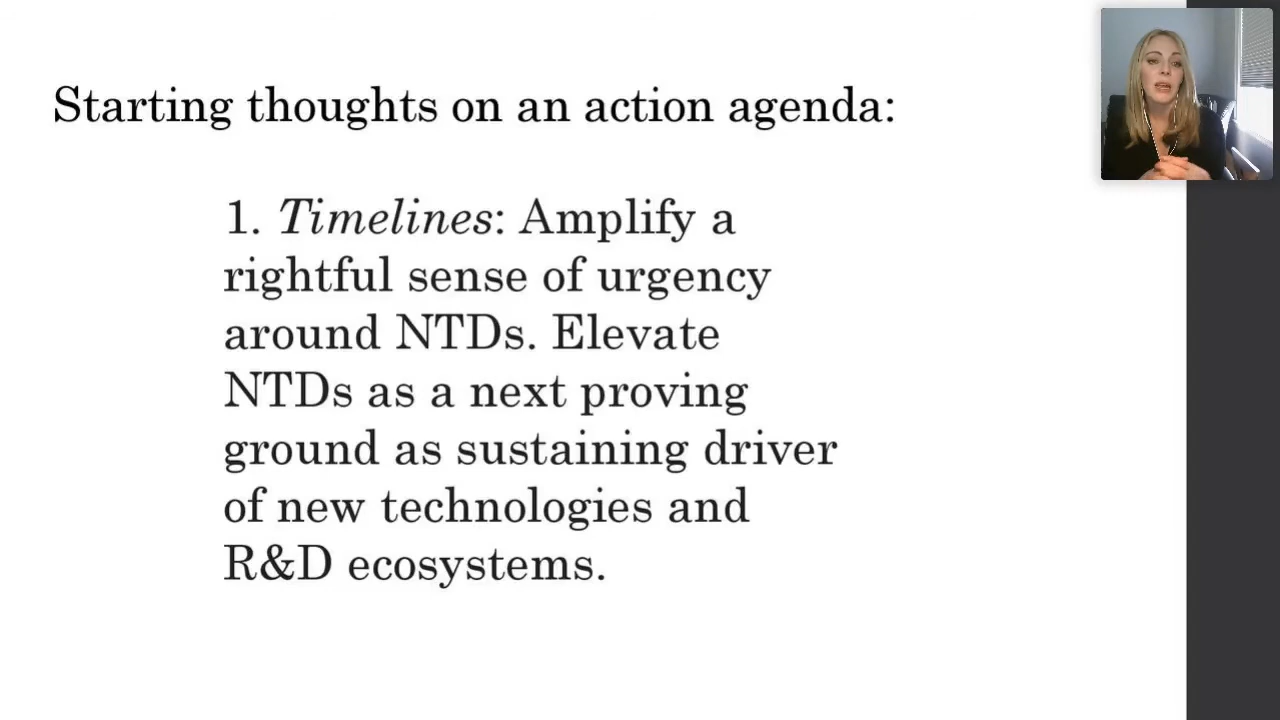 Starting thoughts on an action agenda:
1. Timelines: Amplify a
rightful sense of urgency
around NTDs. Elevate
NTDs as a next proving
ground as sustaining driver
of new technologies and
R&D ecosystems.